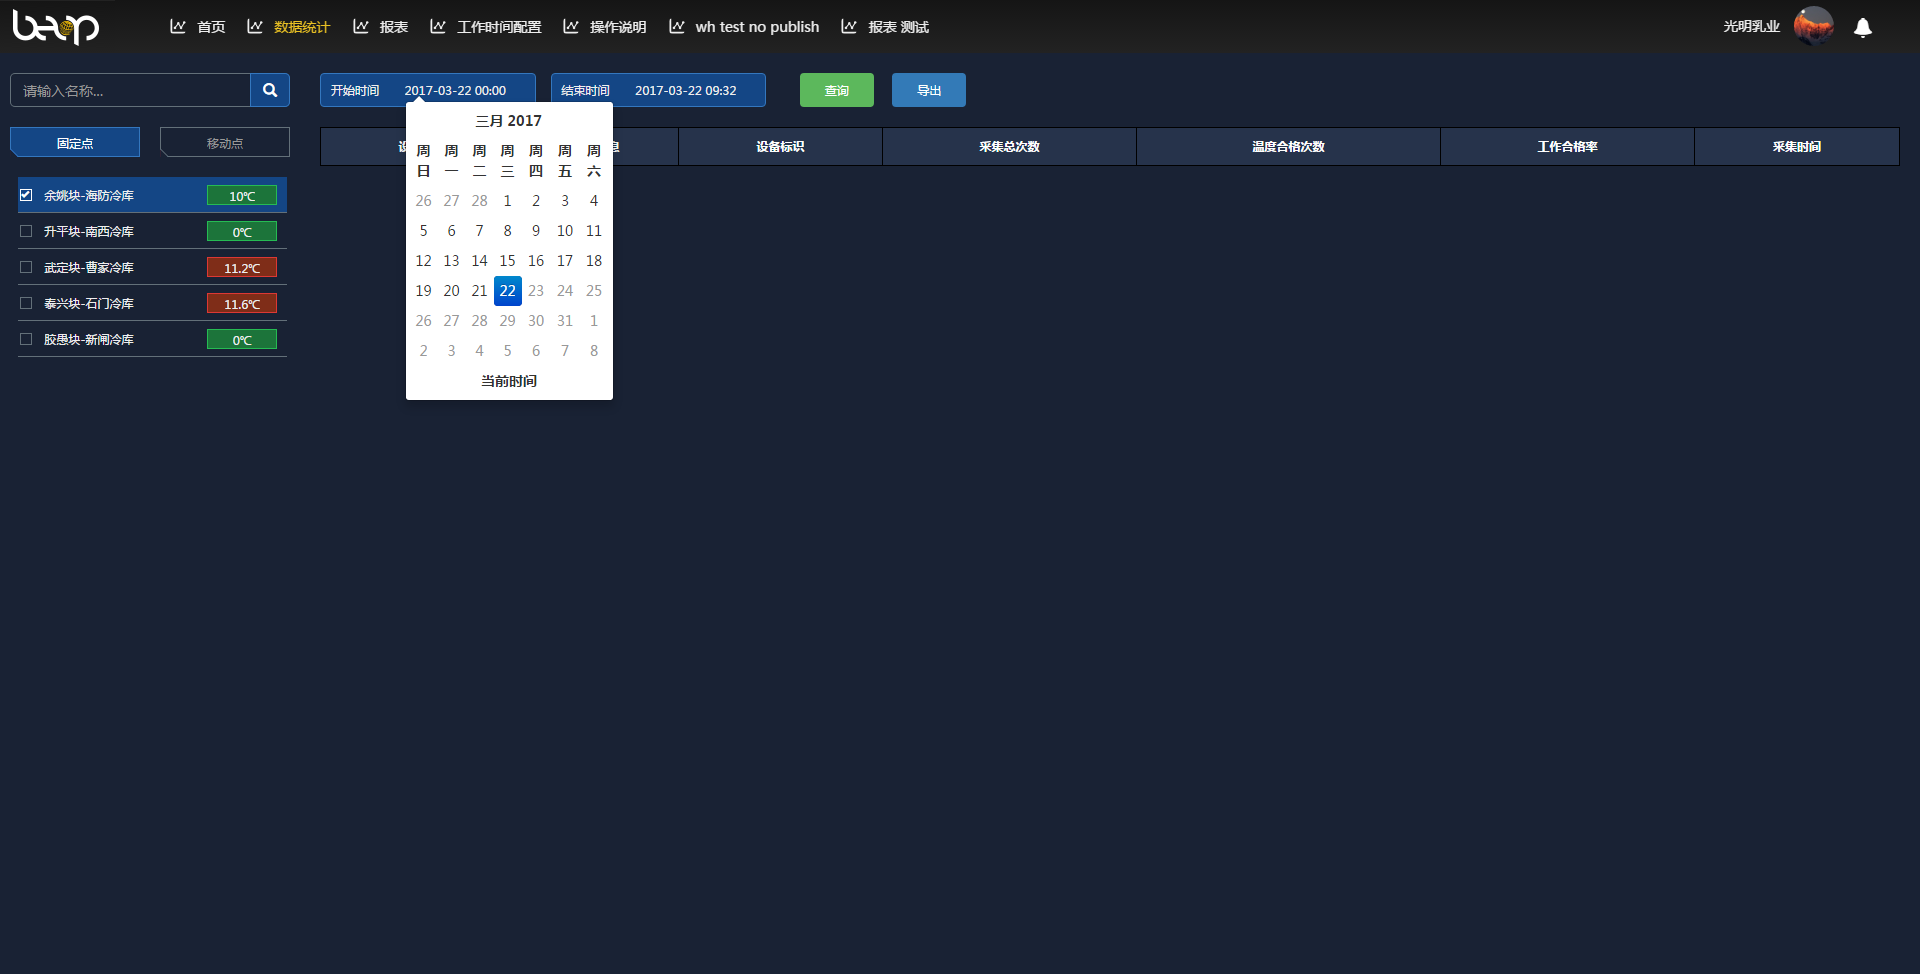 beop
首页 数据统计 报表 工作时间配置 操作说明 wh test no publish 报表 测试 光明乳业
请输入名称... 开始时间 2017-03-22 00:00 结束时间 2017-03-22 09:32 查询 导出
固定点 移动点
设 息 设备标识 采集总次数 温度合格次数 工作合格率 采集时间
余姚块-海防冷库 10℃
升平块-南西冷库 0℃
武定块-曹家冷库 11.2℃
泰兴块-石门冷库 11.6℃
胶愚块-新闸冷库 0℃
三月 2017
周日 周一 周二 周三 周四 周五 周六
26 27 28 1 2 3 4
5 6 7 8 9 10 11
12 13 14 15 16 17 18
19 20 21 22 23 24 25
26 27 28 29 30 31 1
2 3 4 5 6 7 8
当前时间